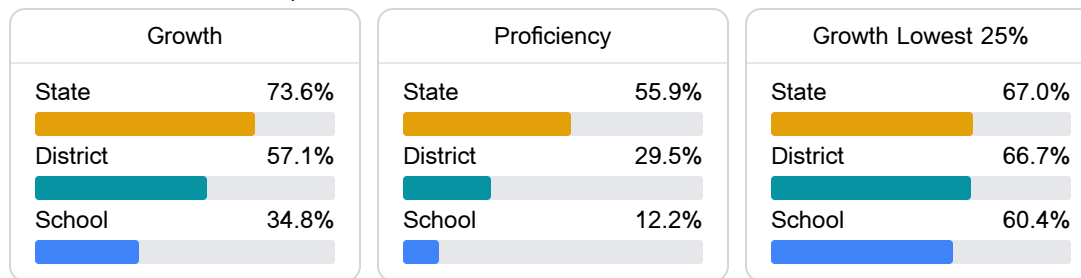 Growth
State 73.6%
District 57.1%
School 34.8%
Proficiency
State 55.9%
District 29.5%
School 12.2%
Growth Lowest 25%
State 67.0%
District 66.7%
School 60.4%